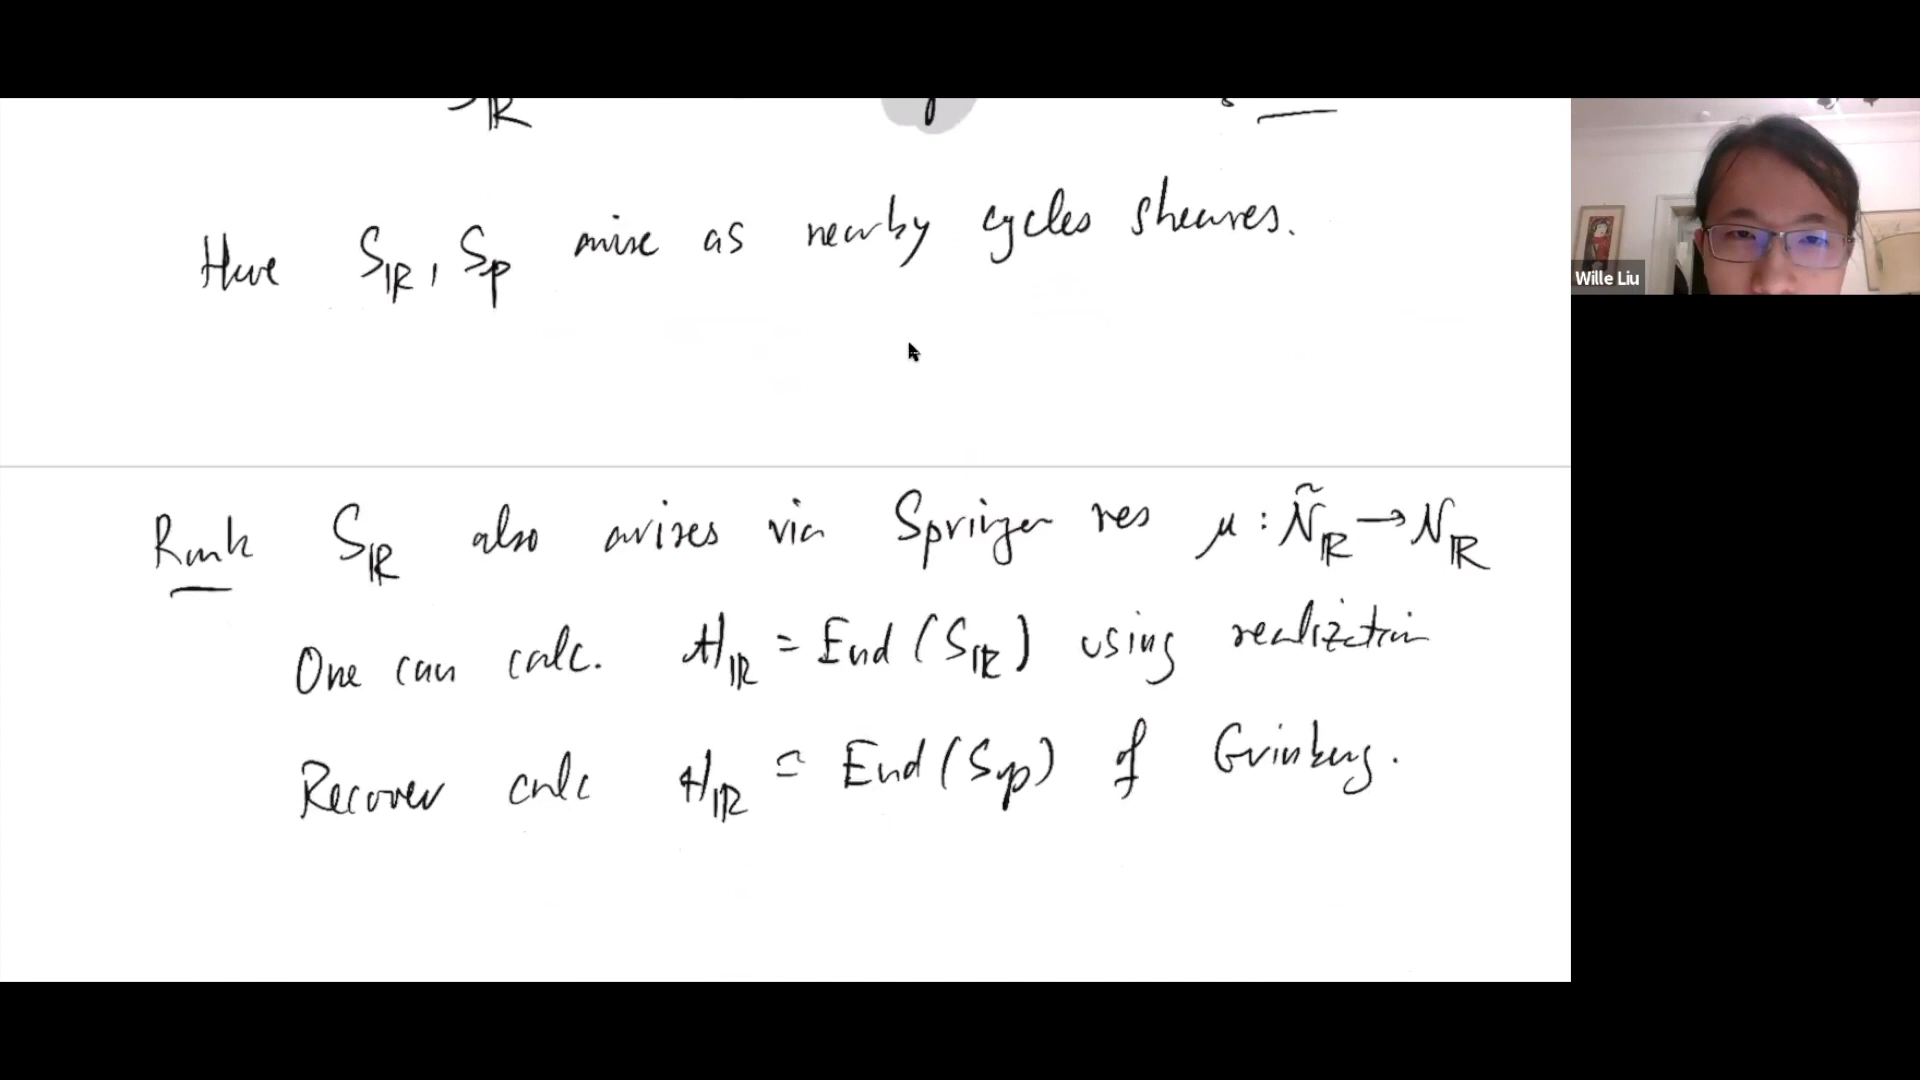 S_ℝ
Here S_ℝ, S_p arise as nearby cycles sheaves.
Wille Liu
Rmk S_ℝ also arises via Springer res μ : Ñ_ℝ → N_ℝ
One can calc. H_ℝ = End (S_ℝ) using realization
Recover calc H_ℝ = End (S_p) of Grinberg.